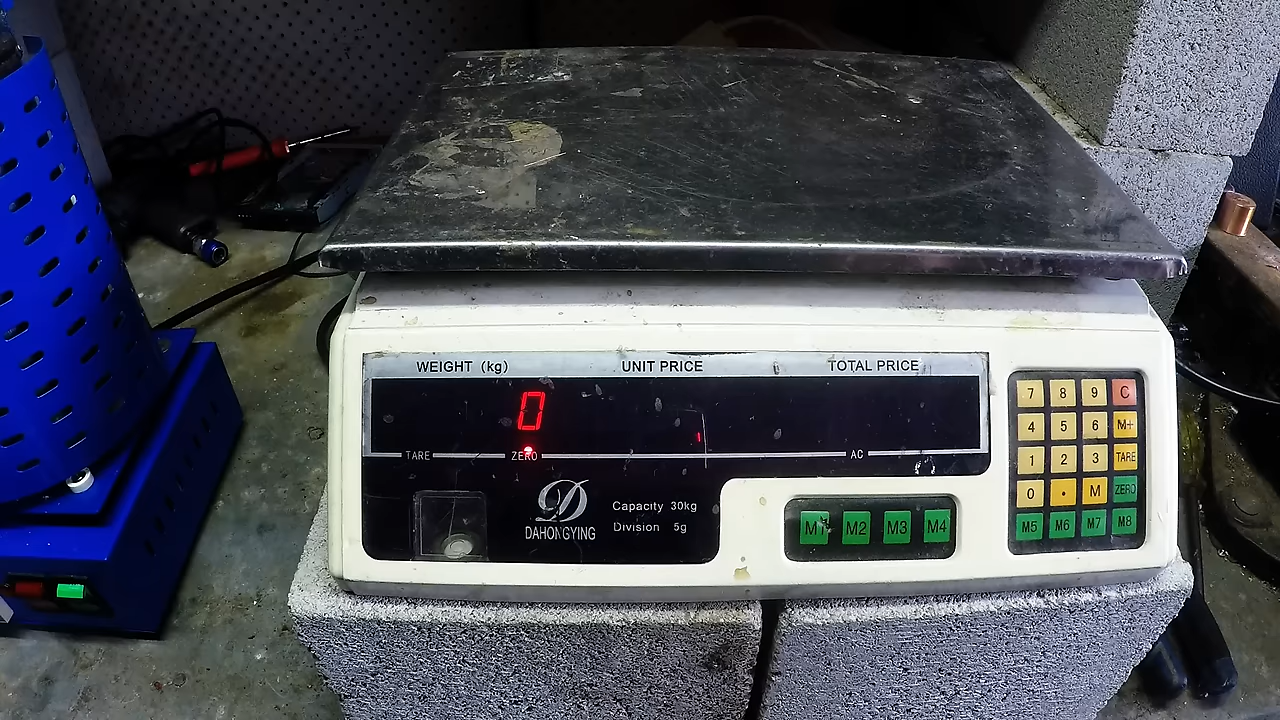 WEIGHT (kg) UNIT PRICE TOTAL PRICE
0
TARE ZERO AC
D
DAHONGYING
Capacity 30kg
Division 5g
M1 M2 M3 M4
7 8 9 C
4 5 6 M+
1 2 3 TARE
0 • M ZERO
M5 M6 M7 M8